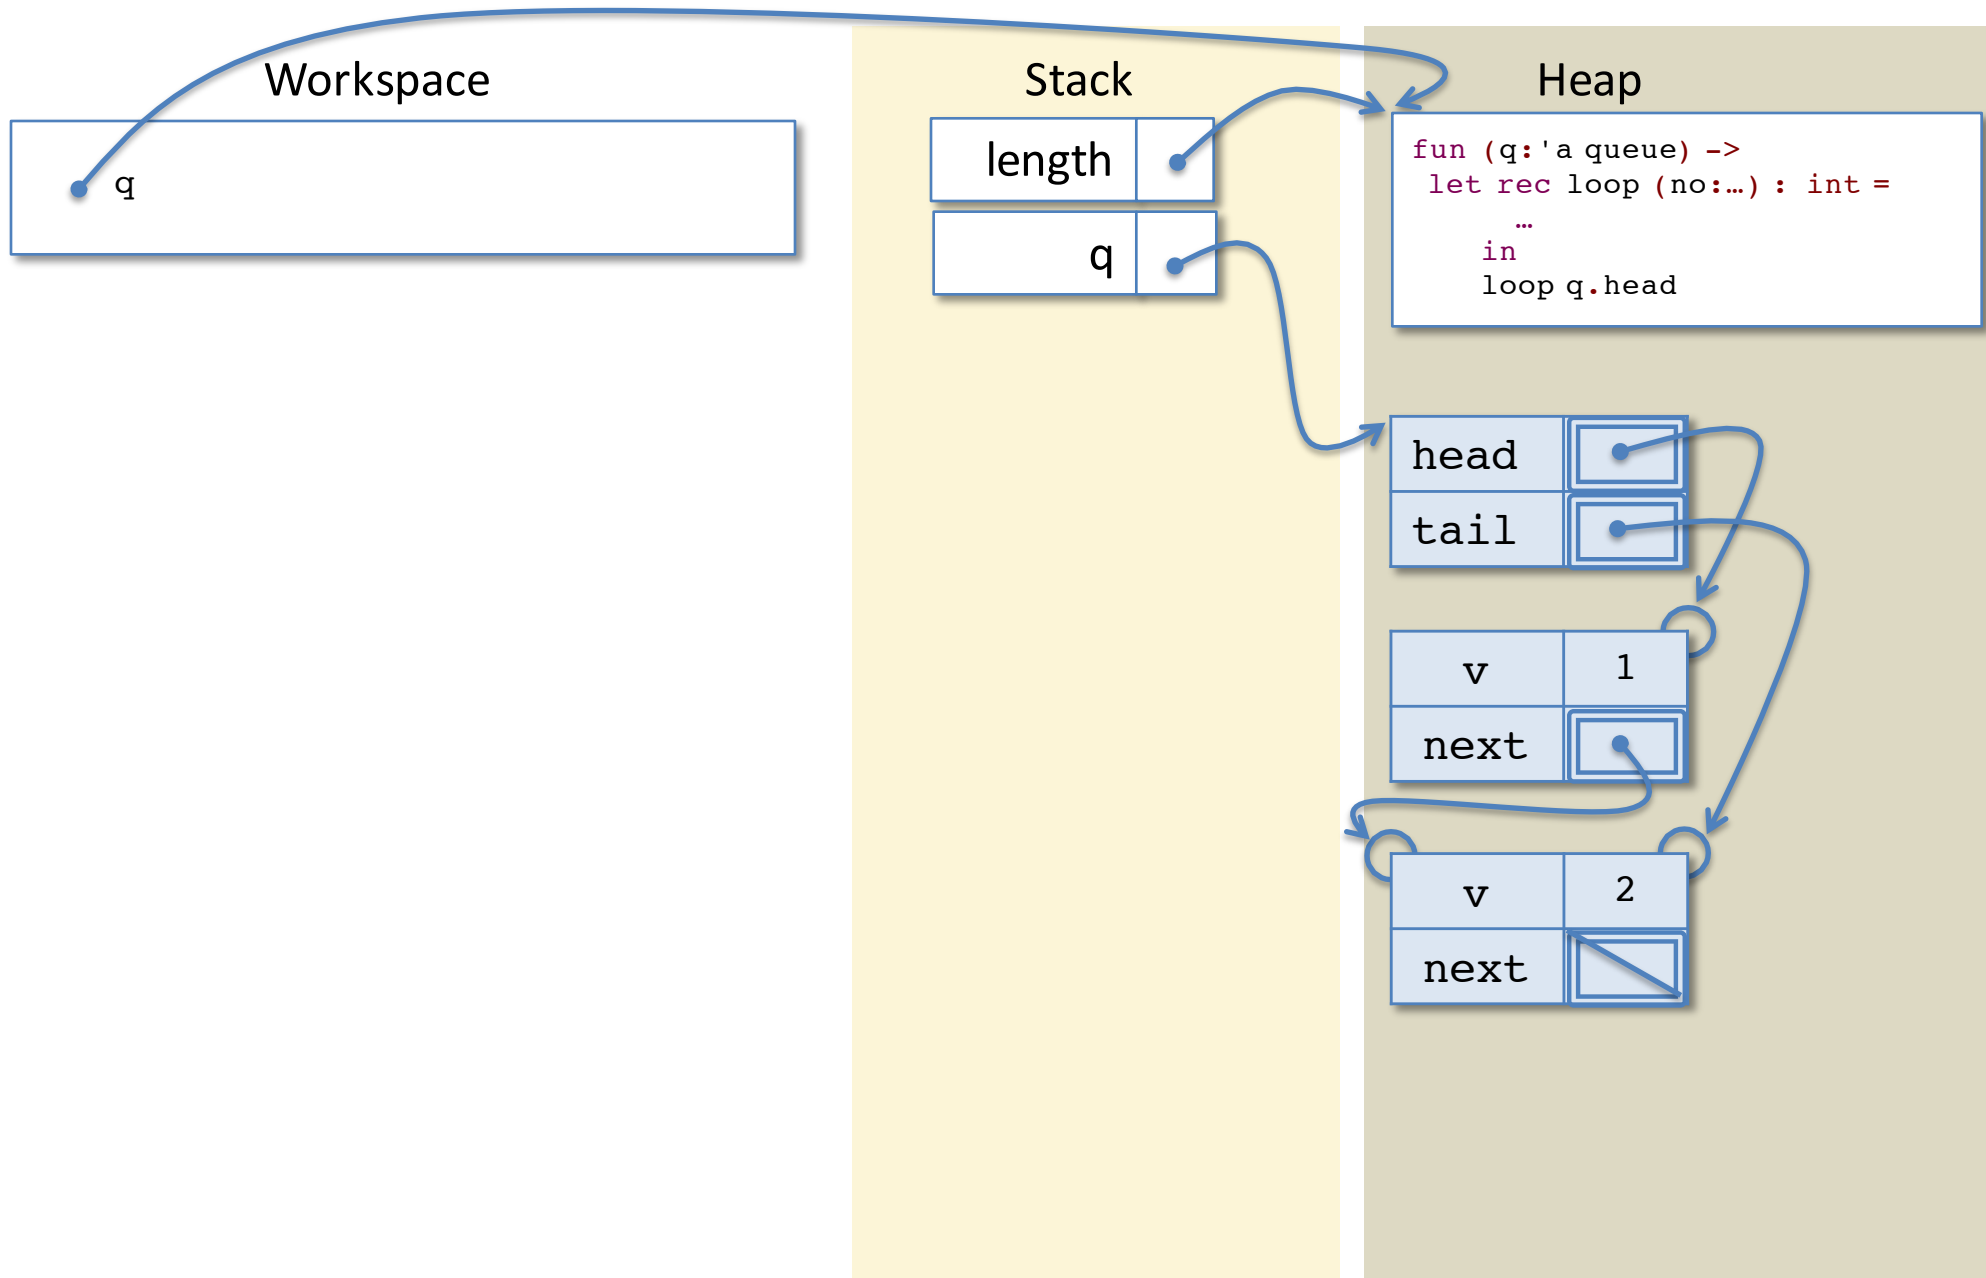 Workspace
q
Stack
length
q
Heap
fun (q:'a queue) ->
let rec loop (no:…) : int =
…
in
loop q.head
head
tail
v 1
next
v 2
next